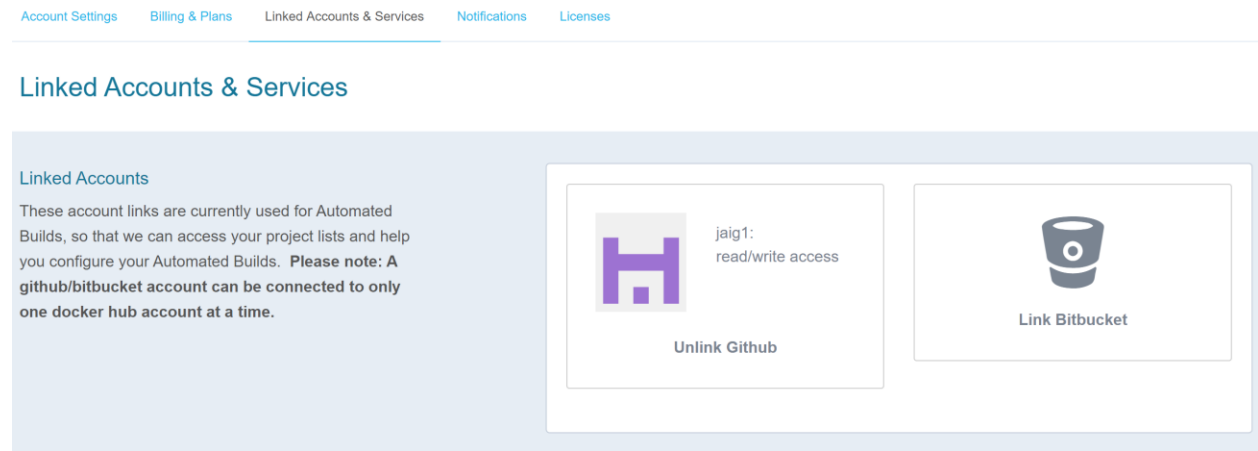 Account Settings Billing & Plans Linked Accounts & Services Notifications Licenses
Linked Accounts & Services
Linked Accounts
These account links are currently used for Automated
Builds, so that we can access your project lists and help
you configure your Automated Builds. Please note: A
github/bitbucket account can be connected to only
one docker hub account at a time.
jaig1:
read/write access
Unlink Github
Link Bitbucket